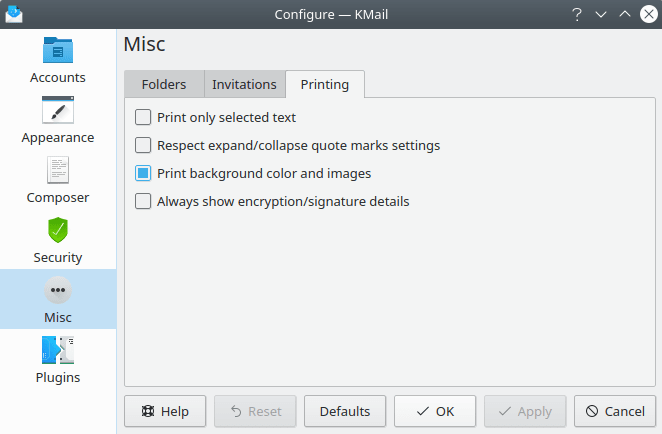 Configure — KMail
Accounts
Appearance
Composer
Security
Misc
Plugins
Misc
Folders
Invitations
Printing
Print only selected text
Respect expand/collapse quote marks settings
Print background color and images
Always show encryption/signature details
Help
Reset
Defaults
OK
Apply
Cancel